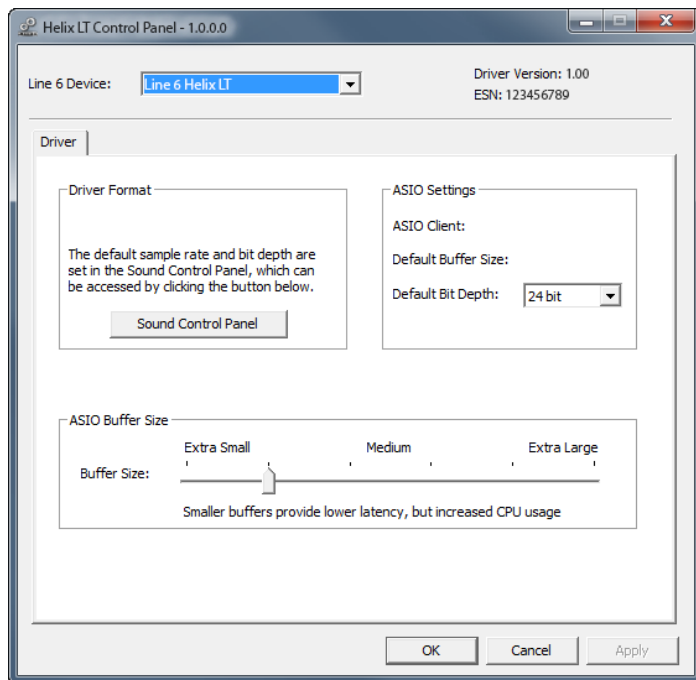 Helix LT Control Panel - 1.0.0.0
Line 6 Device:
Line 6 Helix LT
Driver Version: 1.00
ESN: 123456789
Driver
Driver Format
The default sample rate and bit depth are
set in the Sound Control Panel, which can
be accessed by clicking the button below.
Sound Control Panel
ASIO Settings
ASIO Client:
Default Buffer Size:
Default Bit Depth:
24 bit
ASIO Buffer Size
Extra Small
Medium
Extra Large
Buffer Size:
Smaller buffers provide lower latency, but increased CPU usage
OK
Cancel
Apply